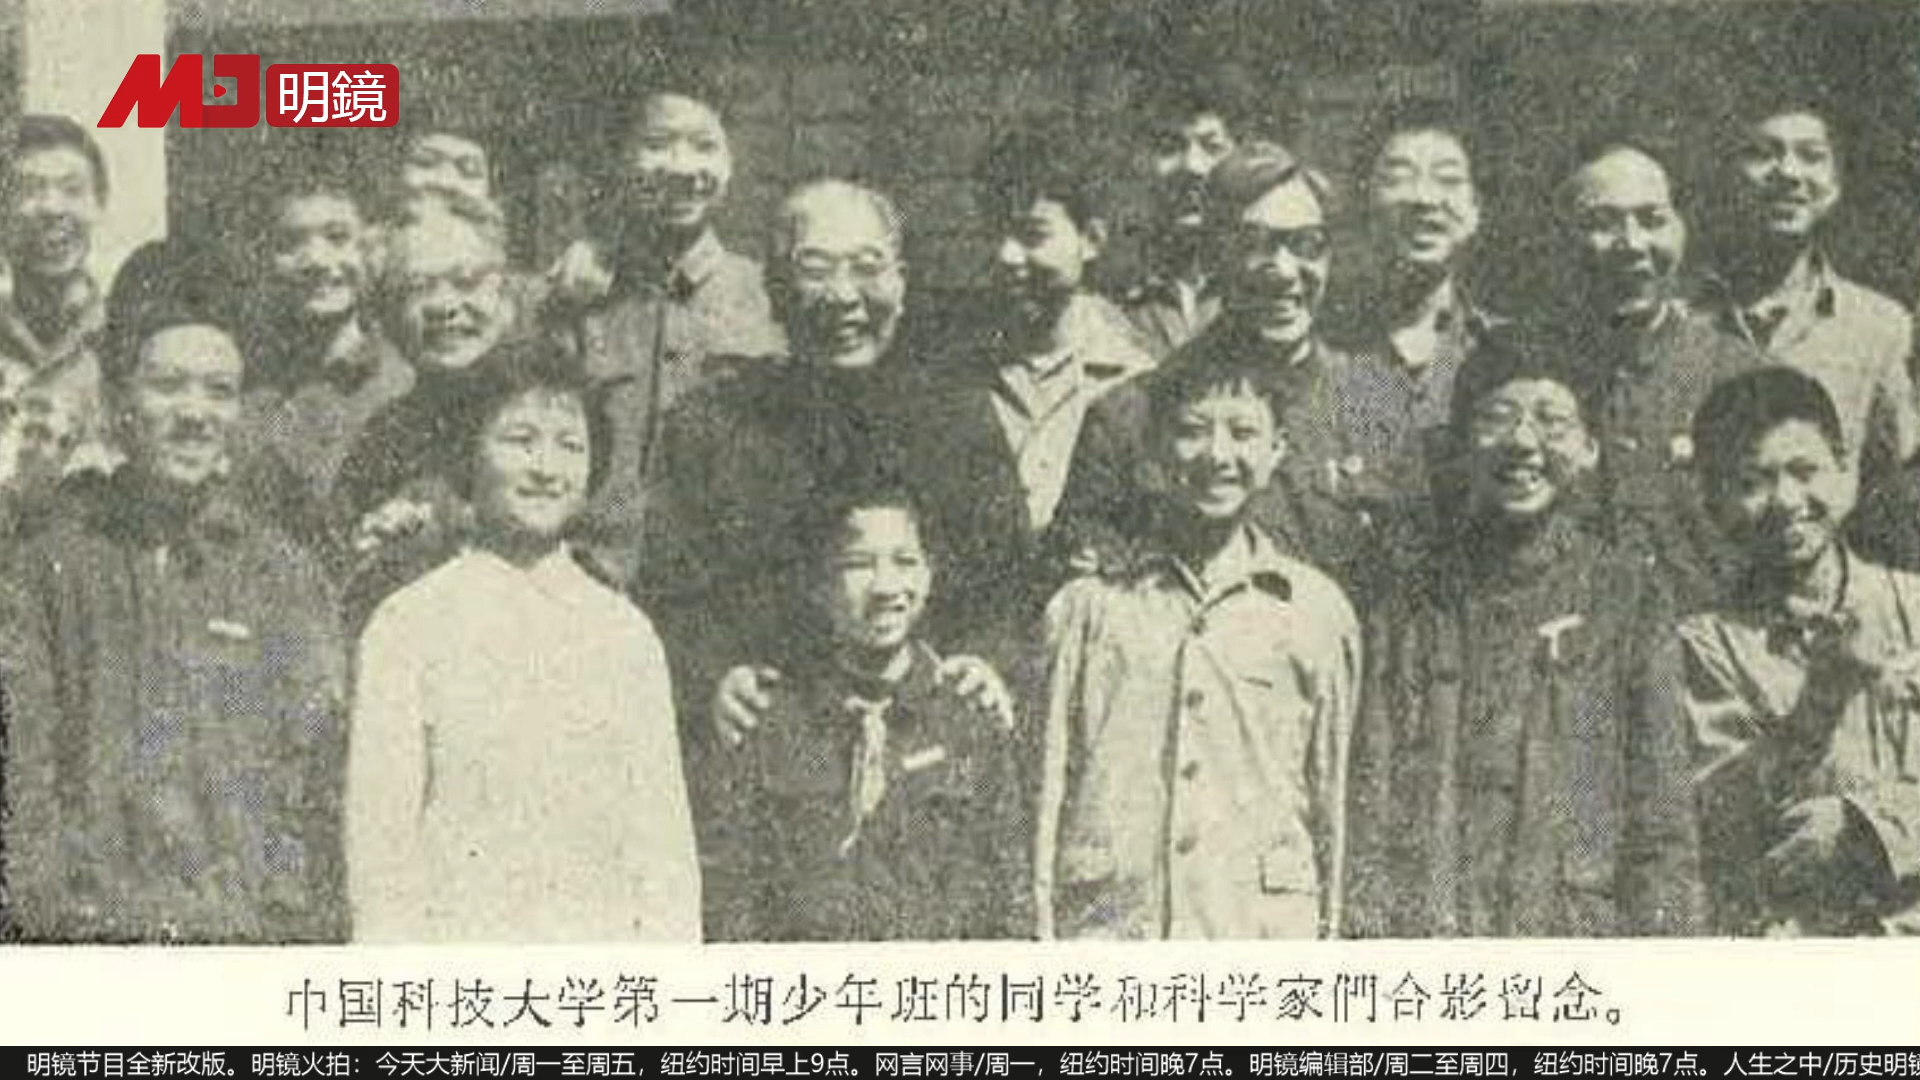 明鏡
中国科技大学第一期少年班的同学和科学家們合影留念。
明镜节目全新改版。明镜火拍：今天大新闻/周一至周五，纽约时间早上9点。网言网事/周一，纽约时间晚7点。明镜编辑部/周二至周四，纽约时间晚7点。人生之中/历史明镜